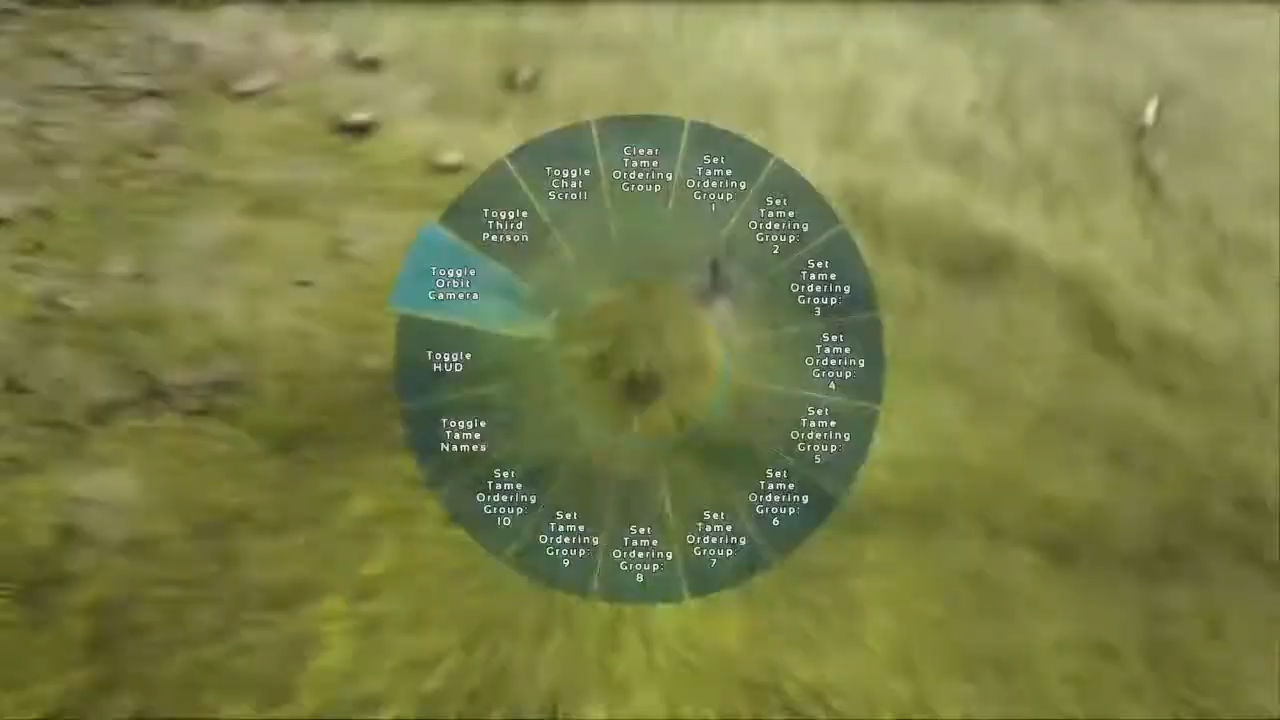 Clear
Tame
Ordering
Group
Set
Tame
Ordering
Group:
1
Set
Tame
Ordering
Group:
2
Set
Tame
Ordering
Group:
3
Set
Tame
Ordering
Group:
4
Set
Tame
Ordering
Group:
5
Set
Tame
Ordering
Group:
6
Set
Tame
Ordering
Group:
7
Set
Tame
Ordering
Group:
8
Set
Tame
Ordering
Group:
9
Set
Tame
Ordering
Group:
10
Toggle
Tame
Names
Toggle
HUD
Toggle
Orbit
Camera
Toggle
Third
Person
Toggle
Chat
Scroll